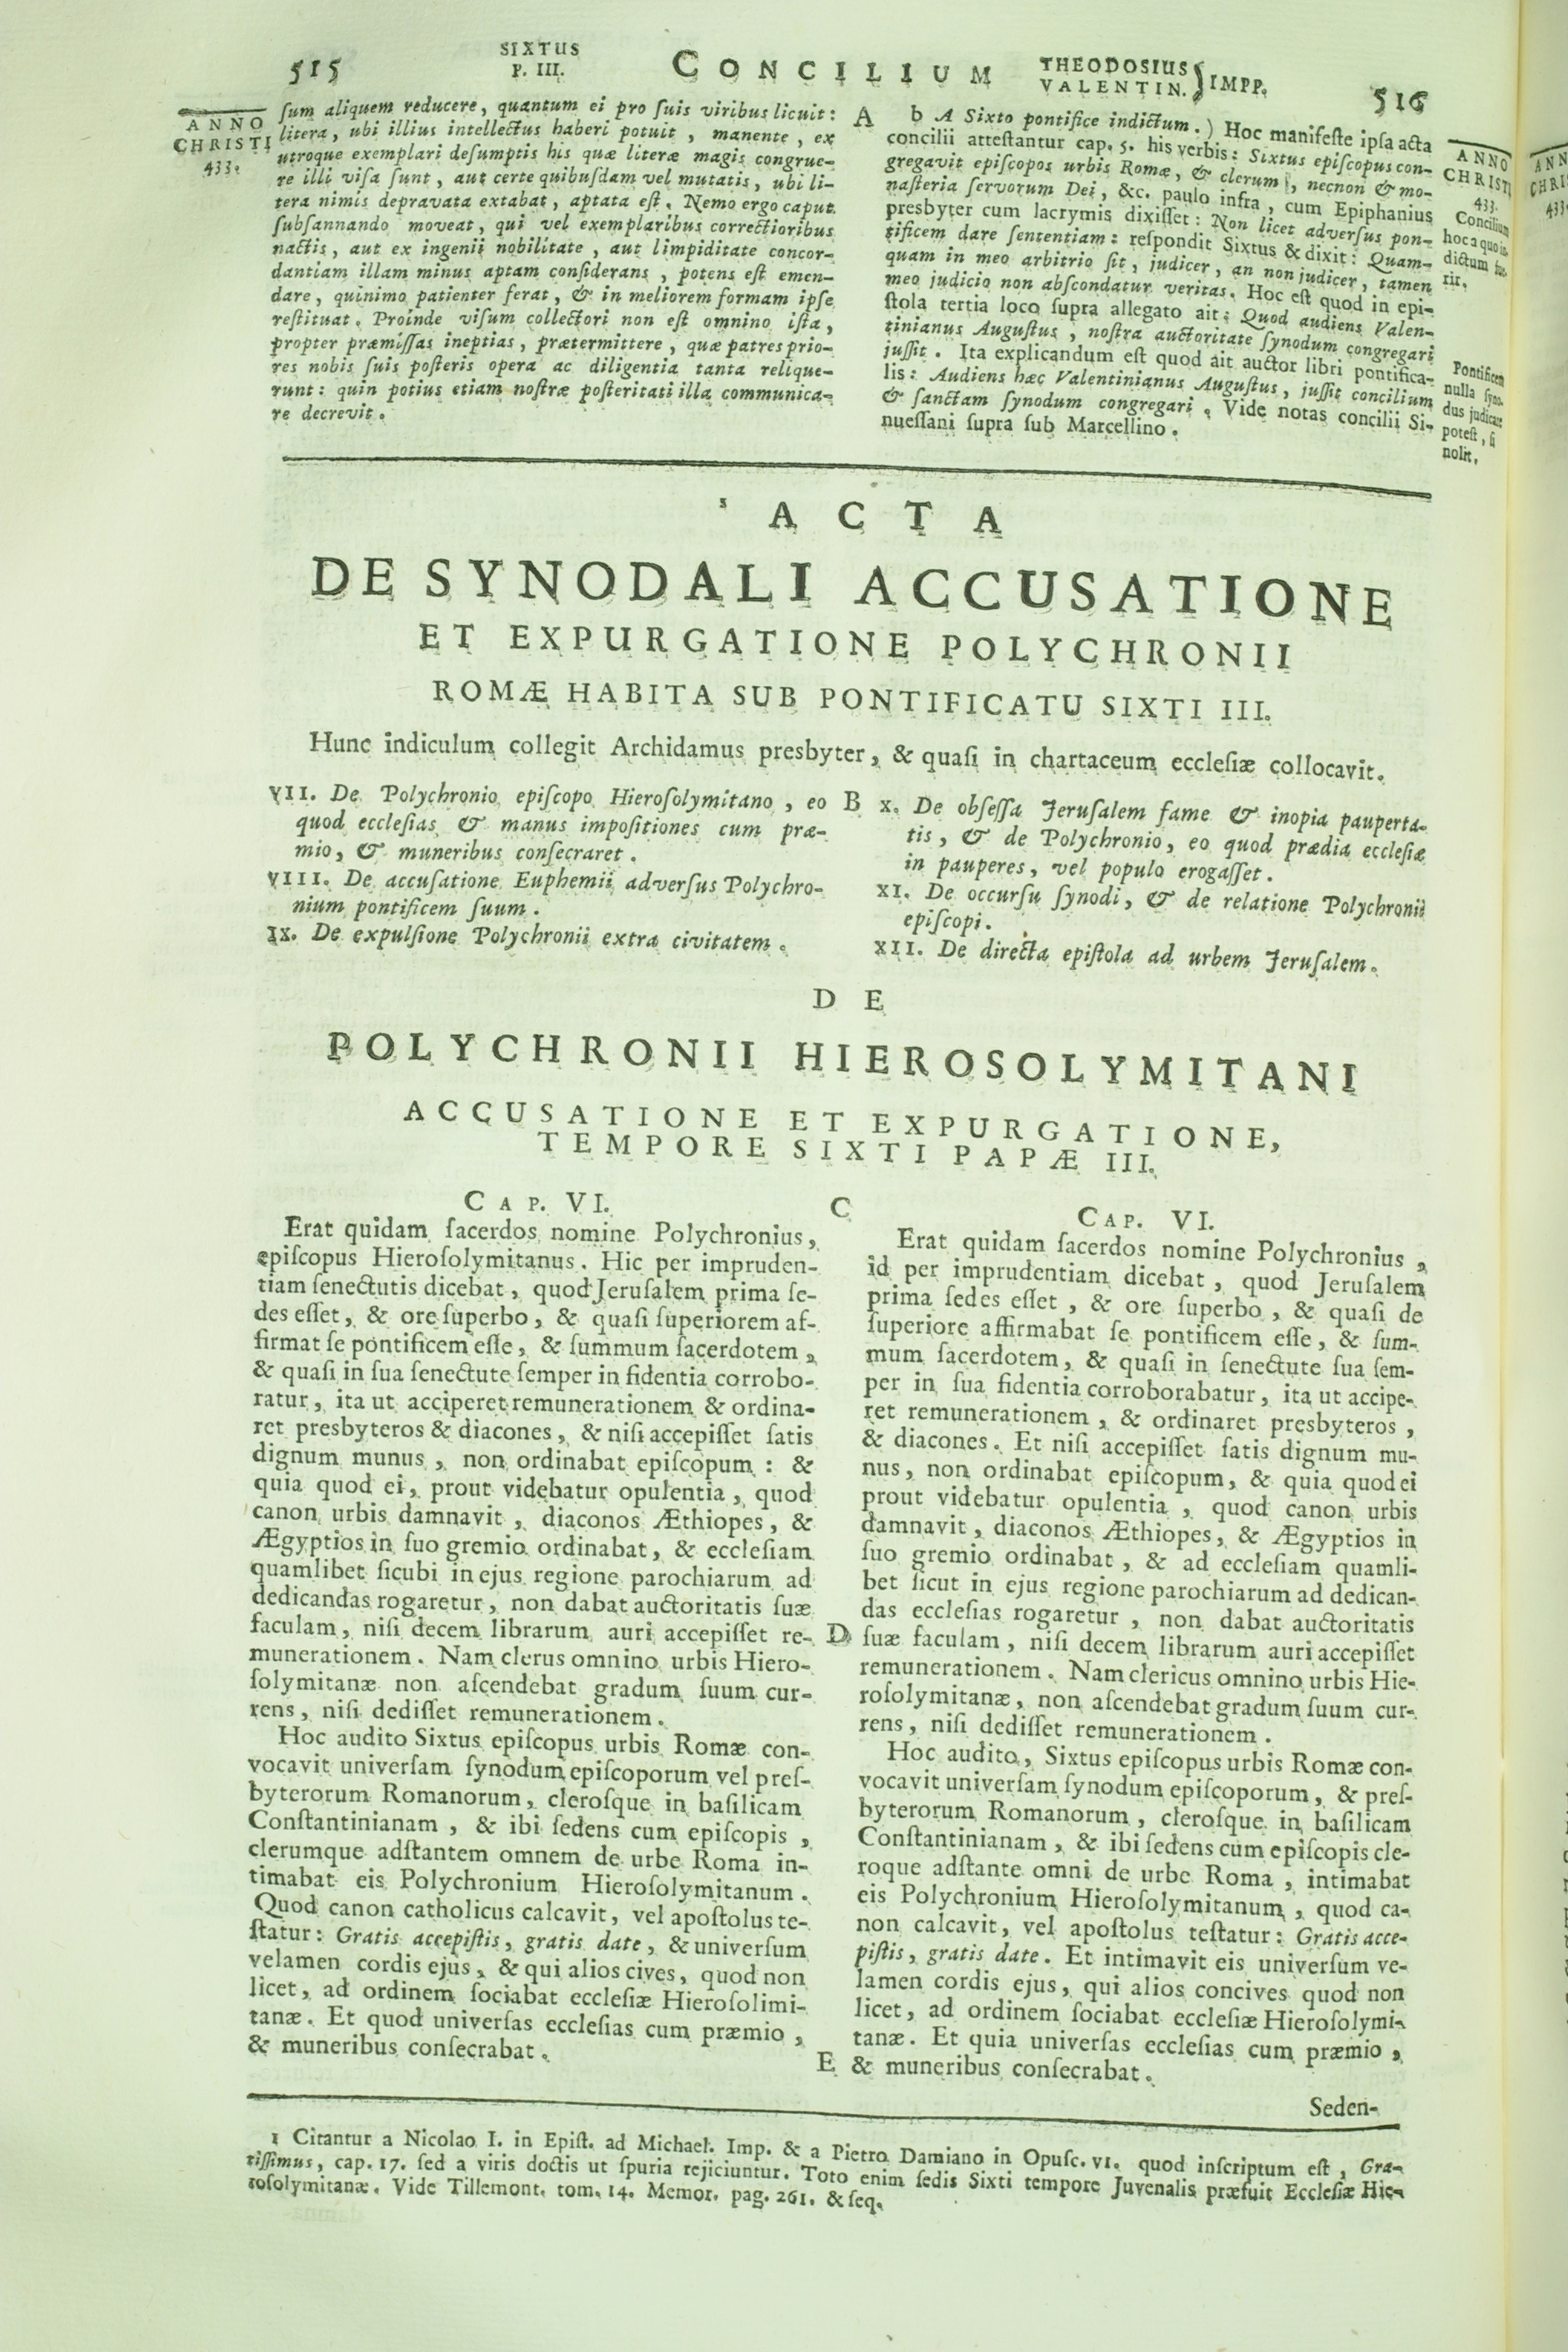 515
SIXTUS
P. III.
CONCILIUM
THEODOSIUS
VALENTIN. } IMPP.
516
ANNO
CHRISTI
433.
ſum aliquem reducere, quantum ei pro ſuis viribus licuit:
litera, ubi illius intellectus haberi potuit, manente, ex
utroque exemplari deſumptis his quæ literæ magis congrue-
re illi viſa ſunt, aut certe quibuſdam vel mutatis, ubi li-
tera nimis depravata extabat, aptata eſt. Nemo ergo caput
ſubſannando moveat, qui vel exemplaribus correctioribus
nactis, aut ex ingenii nobilitate, aut limpiditate concor-
dantiam illam minus aptam conſiderans, potens eſt emen-
dare, quinimo patienter ferat, & in meliorem formam ipſe
reſtituat. Proinde viſum collectori non eſt omnino iſta,
propter præmiſſas ineptias, prætermittere, quæ patres prio-
res nobis ſuis poſteris opera ac diligentia tanta relique-
runt: quin potius etiam noſtræ poſteritati illa communica-
re decrevit.
A
b A Sixto pontifice indictum.) Hoc manifeſte ipſa acta
concilii atteſtantur cap. 5. his verbis: Sixtus epiſcopus con-
gregavit epiſcopos urbis Romæ, & clerum, necnon & mo-
naſteria ſervorum Dei, &c. paulo infra, cum Epiphanius
presbyter cum lacrymis dixiſſet: Non licet adverſus pon-
tificem dare ſententiam: reſpondit Sixtus & dixit: Quam-
quam in meo arbitrio ſit, judicer, an non judicer, tamen
meo judicio non abſcondatur veritas. Hoc eſt quod in epi-
ſtola tertia loco ſupra allegato ait: Quod audiens Valen-
tinianus Auguſtus, noſtra auctoritate ſynodum congregari
juſſit. Ita explicandum eſt quod ait auctor libri pontifica-
lis: Audiens hæc Valentinianus Auguſtus, juſſit concilium
& ſanctam ſynodum congregari. Vide notas concilii Si-
nueſſani ſupra ſub Marcellino.
ANNO
CHRISTI
433.
Concilium
hoc a quo in-
dictum fue-
rit.
Pontificem
nulla ſyno-
dus judicare
poteſt, ſi
nolit.
1 ACTA
DE SYNODALI ACCUSATIONE
ET EXPURGATIONE POLYCHRONII
ROMÆ HABITA SUB PONTIFICATU SIXTI III.
Hunc indiculum collegit Archidamus presbyter, & quaſi in chartaceum eccleſiæ collocavit.
VII. De Polychronio epiſcopo Hieroſolymitano, eo
quod eccleſias & manus impoſitiones cum præ-
mio, & muneribus conſecraret.
VIII. De accuſatione Euphemii adverſus Polychro-
nium pontificem ſuum.
IX. De expulſione Polychronii extra civitatem.
B
X. De obſeſſa Jeruſalem fame & inopia pauperta-
tis, & de Polychronio, eo quod prædia eccleſiæ
in pauperes, vel populo erogaſſet.
XI. De occurſu ſynodi, & de relatione Polychronii
epiſcopi.
XII. De directa epiſtola ad urbem Jeruſalem.
DE
POLYCHRONII HIEROSOLYMITANI
ACCUSATIONE ET EXPURGATIONE,
TEMPORE SIXTI PAPÆ III.
CAP. VI.
Erat quidam ſacerdos nomine Polychronius,
epiſcopus Hieroſolymitanus. Hic per impruden-
tiam ſenectutis dicebat, quod Jeruſalem prima ſe-
des eſſet, & ore ſuperbo, & quaſi ſuperiorem af-
firmat ſe pontificem eſſe, & ſummum ſacerdotem,
& quaſi in ſua ſenectute ſemper in fidentia corrobo-
ratur, ita ut acciperet remunerationem & ordina-
ret presbyteros & diacones, & niſi accepiſſet ſatis
dignum munus, non ordinabat epiſcopum: &
quia quod ei, prout videbatur opulentia, quod
canon urbis damnavit, diaconos Æthiopes, &
Ægyptios in ſuo gremio ordinabat, & eccleſiam
quamlibet ſicubi in ejus regione parochiarum ad
dedicandas rogaretur, non dabat auctoritatis ſuæ
faculam, niſi decem librarum auri accepiſſet re-
munerationem. Nam clerus omnino urbis Hiero-
ſolymitanæ non aſcendebat gradum ſuum cur-
rens, niſi dediſſet remunerationem.
Hoc audito Sixtus epiſcopus urbis Romæ con-
vocavit univerſam ſynodum epiſcoporum vel preſ-
byterorum Romanorum, cleroſque in baſilicam
Conſtantinianam, & ibi ſedens cum epiſcopis,
clerumque adſtantem omnem de urbe Roma in-
timabat eis Polychronium Hieroſolymitanum.
Quod canon catholicus calcavit, vel apoſtolus te-
ſtatur: Gratis accepiſtis, gratis date, & univerſum
velamen cordis ejus, & qui alios cives, quod non
licet, ad ordinem ſociabat eccleſiæ Hieroſolimi-
tanæ. Et quod univerſas eccleſias cum præmio,
& muneribus conſecrabat.
C
D
E
CAP. VI.
Erat quidam ſacerdos nomine Polychronius,
id per imprudentiam dicebat, quod Jeruſalem
prima ſedes eſſet, & ore ſuperbo, & quaſi de
ſuperiore affirmabat ſe pontificem eſſe, & ſum-
mum ſacerdotem, & quaſi in ſenectute ſua ſem-
per in ſua fidentia corroborabatur, ita ut accipe-
ret remunerationem, & ordinaret presbyteros,
& diacones. Et niſi accepiſſet ſatis dignum mu-
nus, non ordinabat epiſcopum, & quia quod ei
prout videbatur opulentia, quod canon urbis
damnavit, diaconos Æthiopes, & Ægyptios in
ſuo gremio ordinabat, & ad eccleſiam quamli-
bet ſicut in ejus regione parochiarum ad dedican-
das eccleſias rogaretur, non dabat auctoritatis
ſuæ faculam, niſi decem librarum auri accepiſſet
remunerationem. Nam clericus omnino urbis Hie-
roſolymitanæ, non aſcendebat gradum ſuum cur-
rens, niſi dediſſet remunerationem.
Hoc audito, Sixtus epiſcopus urbis Romæ con-
vocavit univerſam ſynodum epiſcoporum, & preſ-
byterorum Romanorum, cleroſque in baſilicam
Conſtantinianam, & ibi ſedens cum epiſcopis cle-
roque adſtante omni de urbe Roma, intimabat
eis Polychronium Hieroſolymitanum, quod ca-
non calcavit, vel apoſtolus teſtatur: Gratis acce-
piſtis, gratis date. Et intimavit eis univerſum ve-
lamen cordis ejus, qui alios concives quod non
licet, ad ordinem ſociabat eccleſiæ Hieroſolymi-
tanæ. Et quia univerſas eccleſias cum præmio,
& muneribus conſecrabat.
Seden-
1 Citantur a Nicolao I. in Epiſt. ad Michael. Imp. & a Pietro Damiano in Opuſc. VI. quod inſcriptum eſt, Gra-
tiſſimus, cap. 17. ſed a viris doctis ut ſpuria rejiciuntur. Toto enim ſedis Sixti tempore Juvenalis præfuit Eccleſiæ Hie-
roſolymitanæ. Vide Tillemont. tom. 14. Memor. pag. 261. & ſeq.